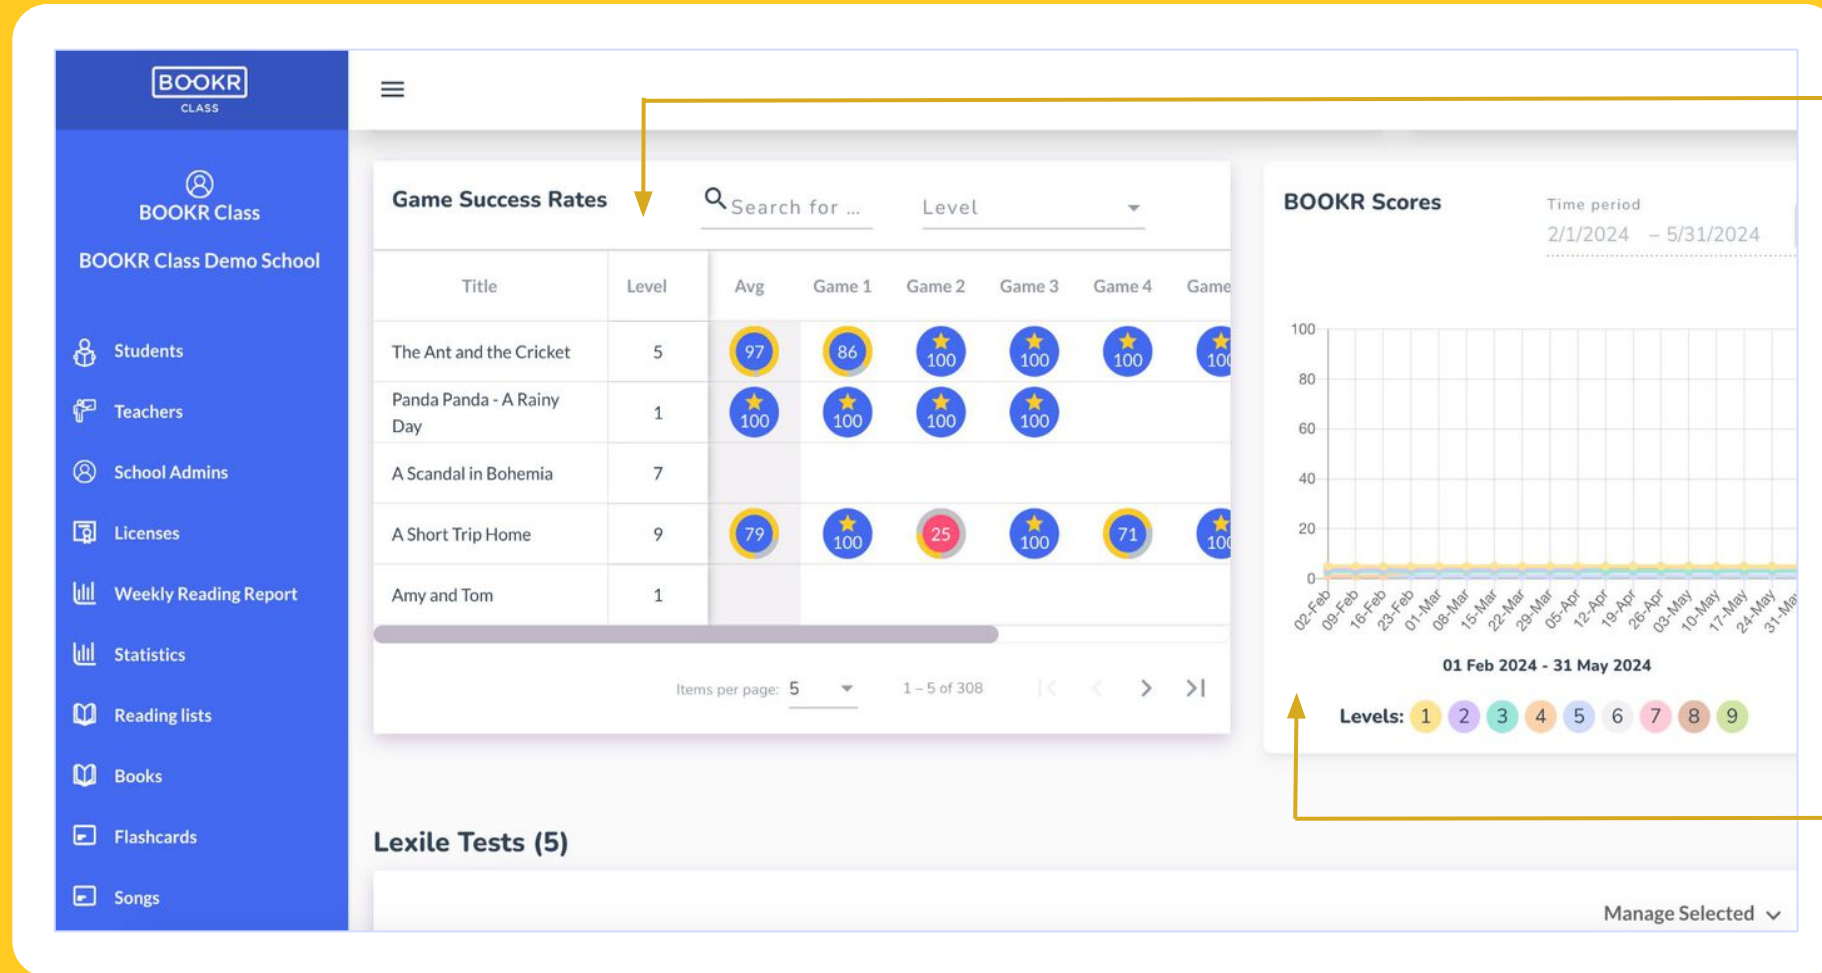 BOOKR
CLASS
BOOKR Class
BOOKR Class Demo School
Students
Teachers
School Admins
Licenses
Weekly Reading Report
Statistics
Reading lists
Books
Flashcards
Songs
Game Success Rates
Search for ...
Level
Title Level Avg Game 1 Game 2 Game 3 Game 4 Game
The Ant and the Cricket 5 97 86 100 100 100 100
Panda Panda - A Rainy
Day 1 100 100 100 100
A Scandal in Bohemia 7
A Short Trip Home 9 79 100 25 100 71 100
Amy and Tom 1
Items per page: 5 1 – 5 of 308
BOOKR Scores
Time period
2/1/2024 – 5/31/2024
100
80
60
40
20
0
02-Feb 09-Feb 16-Feb 23-Feb 01-Mar 08-Mar 15-Mar 22-Mar 29-Mar 05-Apr 12-Apr 19-Apr 26-Apr 03-May 10-May 17-May 24-May 31-May
01 Feb 2024 - 31 May 2024
Levels: 1 2 3 4 5 6 7 8 9
Lexile Tests (5)
Manage Selected